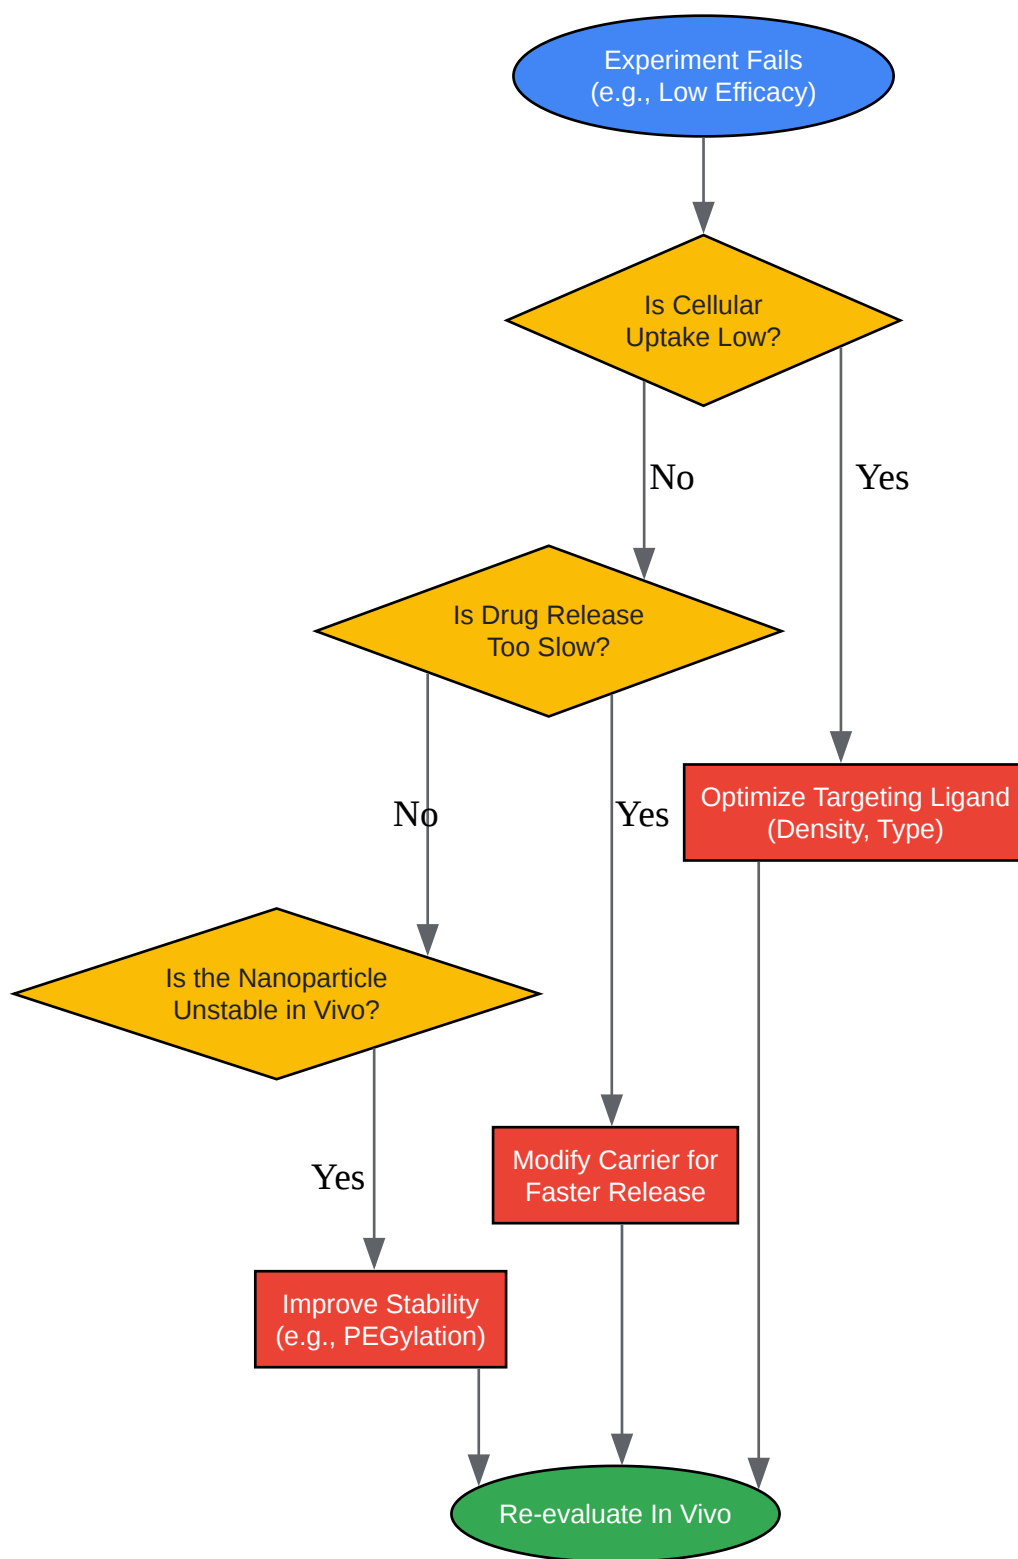 Experiment Fails
(e.g., Low Efficacy)
Is Cellular
Uptake Low?
No
Yes
Is Drug Release
Too Slow?
No
Yes
Optimize Targeting Ligand
(Density, Type)
Is the Nanoparticle
Unstable in Vivo?
Yes
Modify Carrier for
Faster Release
Improve Stability
(e.g., PEGylation)
Re-evaluate In Vivo